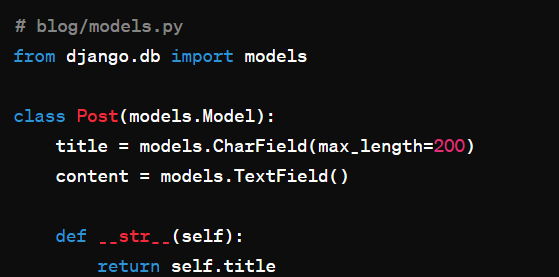 # blog/models.py
from django.db import models
class Post(models.Model):
    title = models.CharField(max_length=200)
    content = models.TextField()
    def __str__(self):
        return self.title